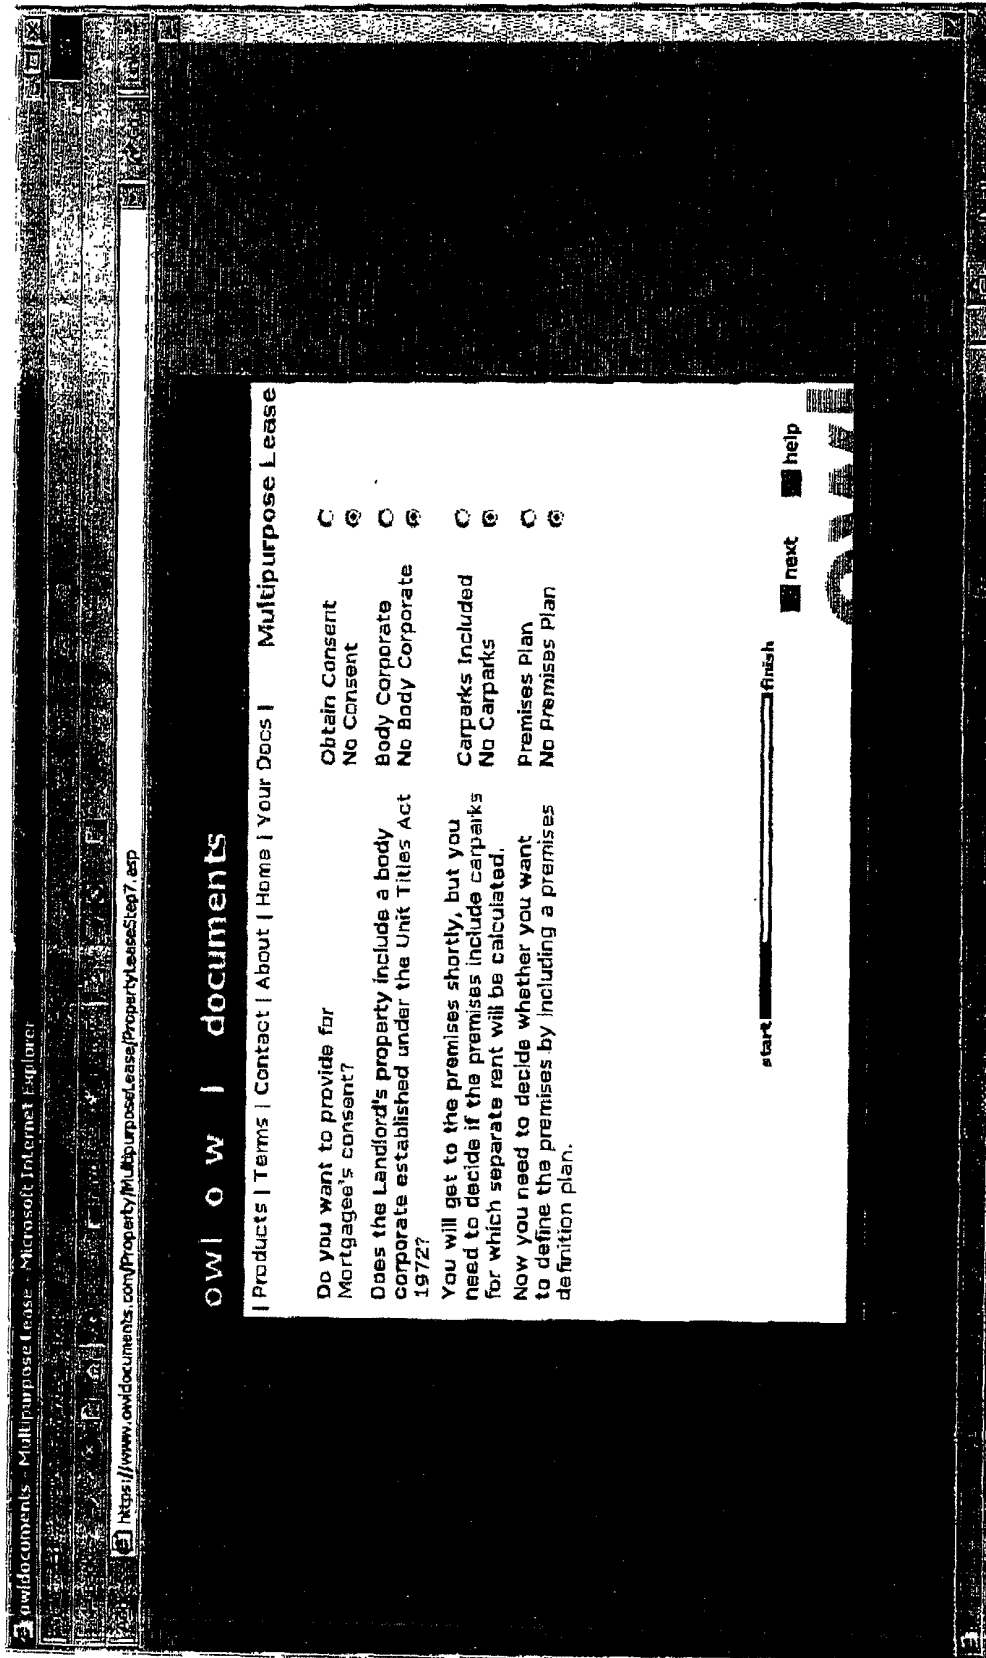 owldocuments - Multipurpose Lease - Microsoft Internet Explorer
https://www.owldocuments.com/Property/MultipurposeLease/PropertyLeaseStep7.asp
owl o w l documents
| Products | Terms | Contact | About | Home | Your Docs | Multipurpose Lease
Do you want to provide for Obtain Consent
Mortgagee's consent? No Consent
Does the Landlord's property include a body Body Corporate
corporate established under the Unit Titles Act No Body Corporate
1972?
You will get to the premises shortly, but you Carparks Included
need to decide if the premises include carparks No Carparks
for which separate rent will be calculated.
Now you need to decide whether you want Premises Plan
to define the premises by including a premises No Premises Plan
definition plan.
start finish
next help
owl